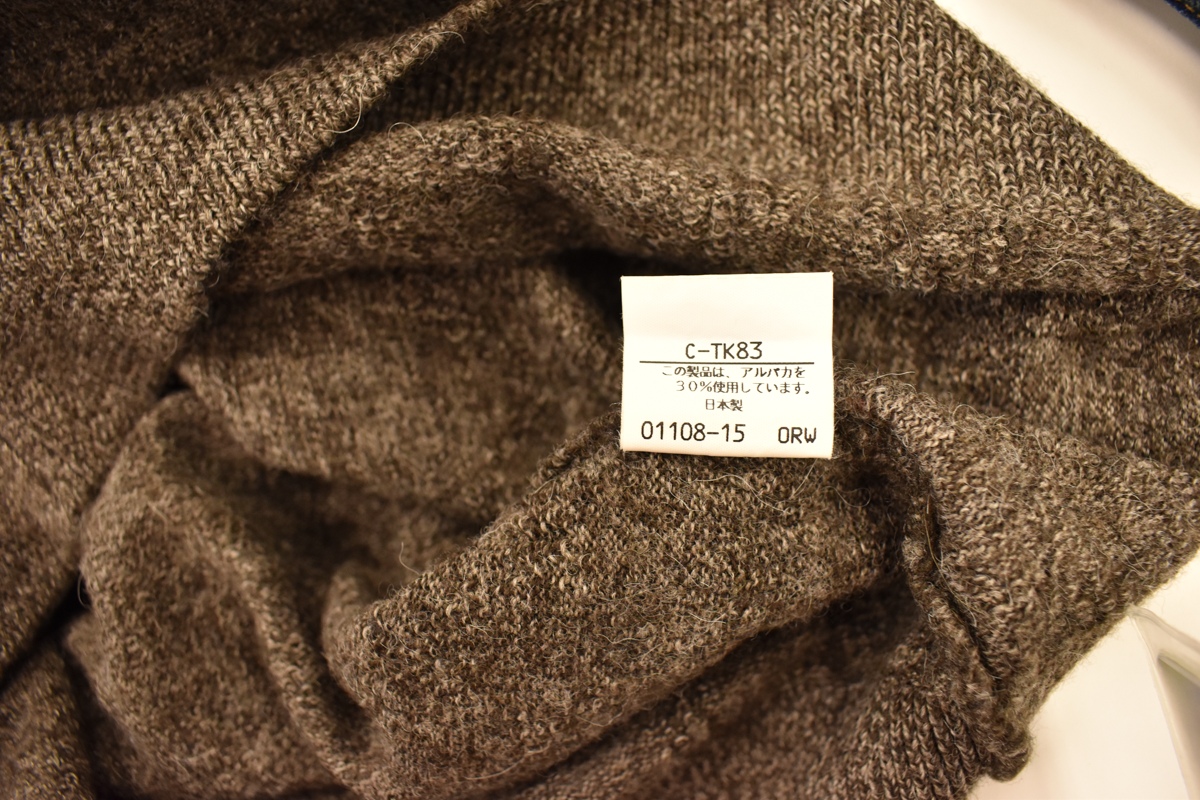 C-TK83
この製品は、アルパカを
30%使用しています。
日本製
01108-15 ORW